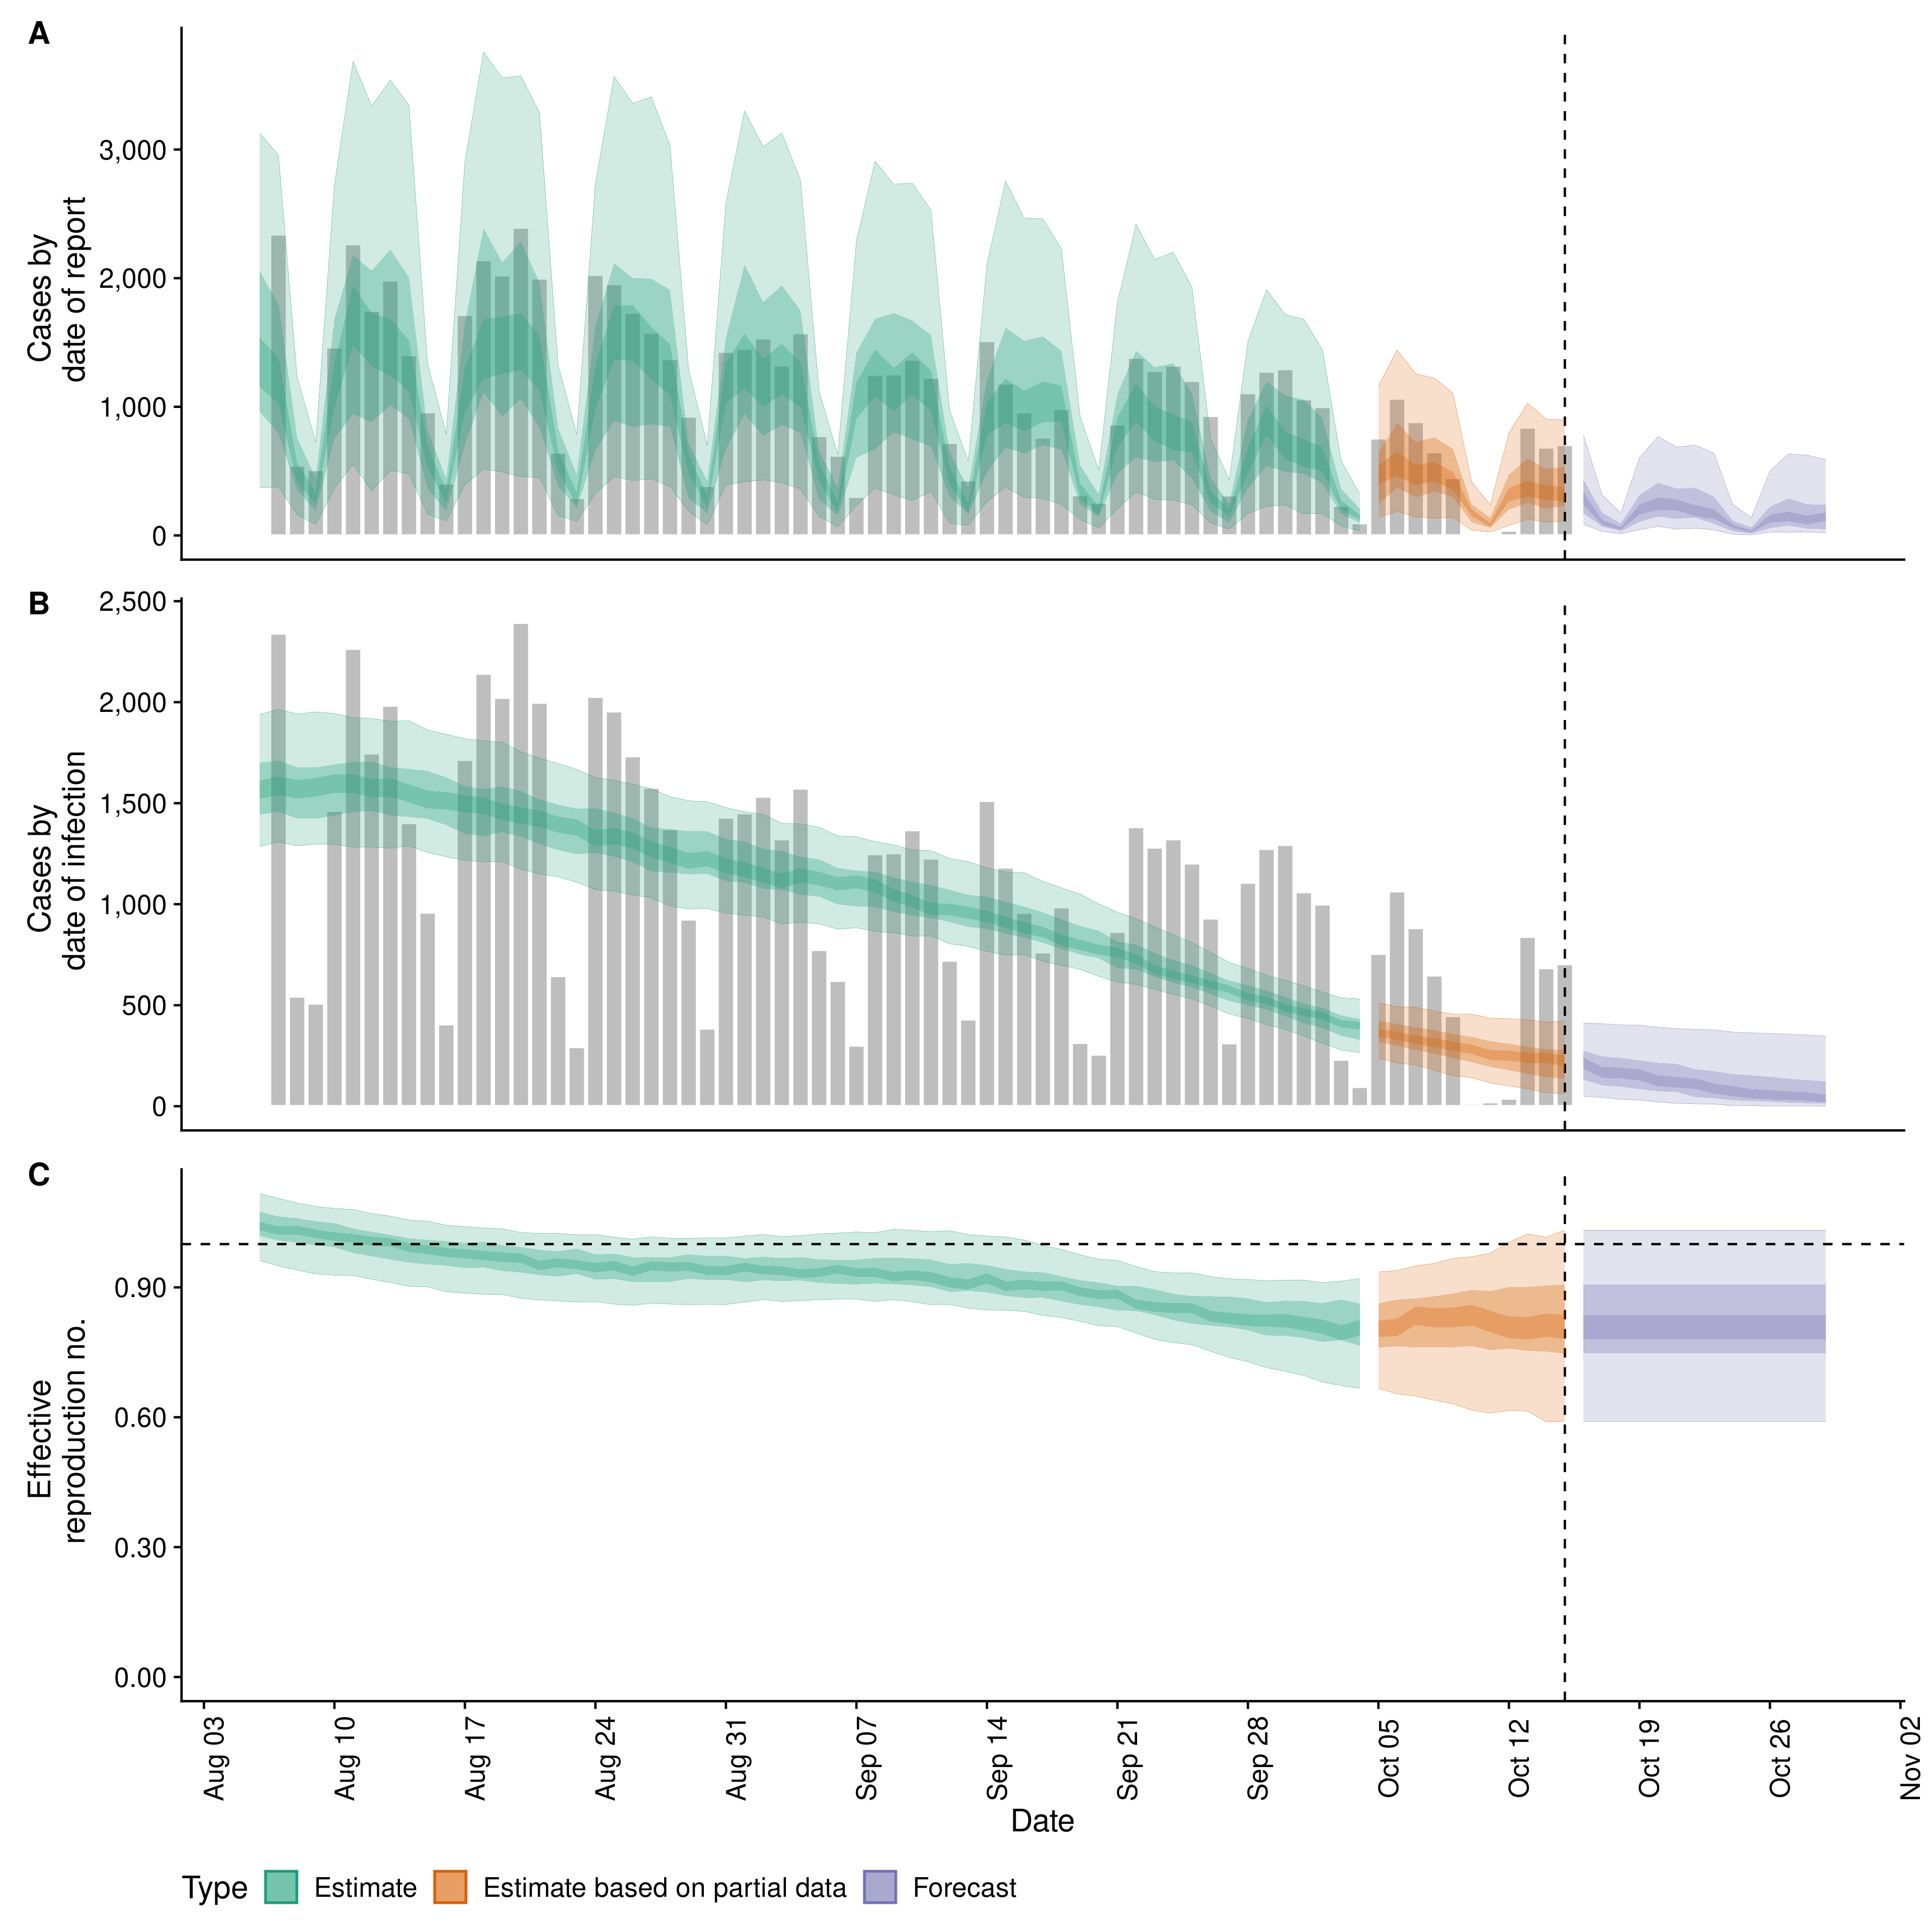 A
Cases by
date of report
3,000
2,000
1,000
0
B
Cases by
date of infection
2,500
2,000
1,500
1,000
500
0
C
Effective
reproduction no.
0.90
0.60
0.30
0.00
Aug 03
Aug 10
Aug 17
Aug 24
Aug 31
Sep 07
Sep 14
Sep 21
Sep 28
Oct 05
Oct 12
Oct 19
Oct 26
Nov 02
Date
Type
Estimate
Estimate based on partial data
Forecast